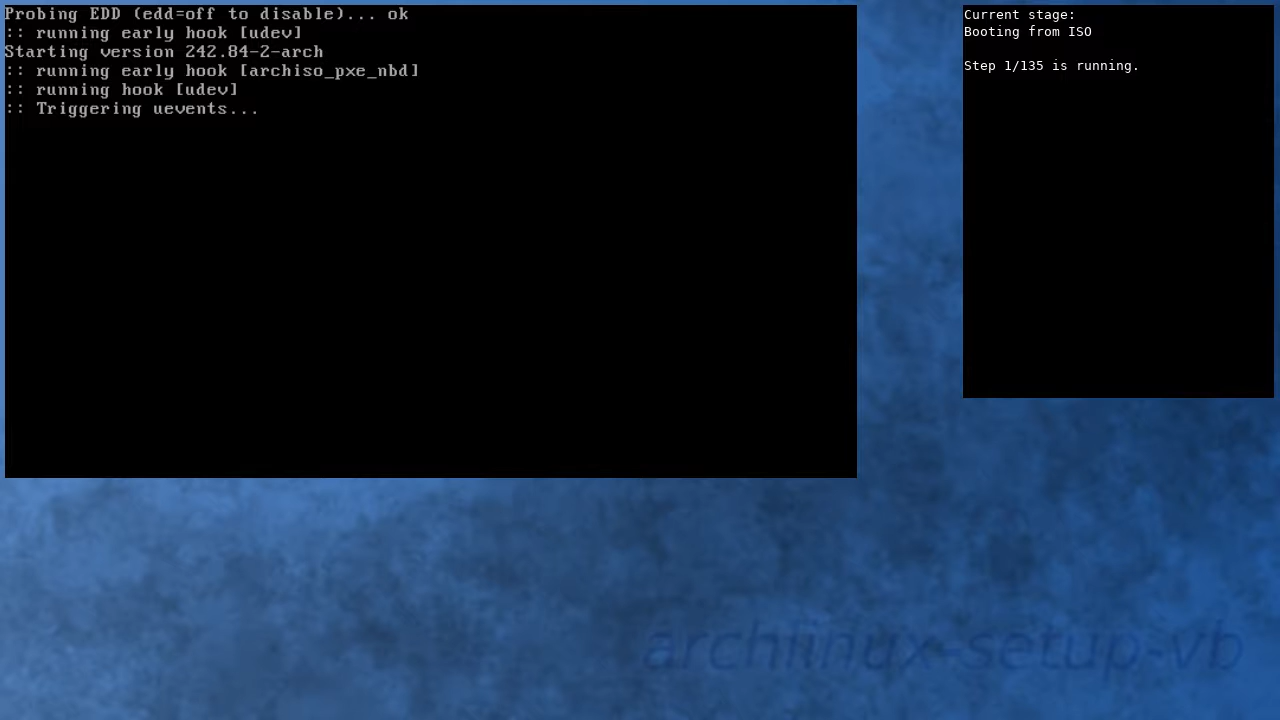 Probing EDD (edd=off to disable)... ok
:: running early hook [udev]
Starting version 242.84-2-arch
:: running early hook [archiso_pxe_nbd]
:: running hook [udev]
:: Triggering uevents...
Current stage:
Booting from ISO
Step 1/135 is running.
archlinux-setup-vb